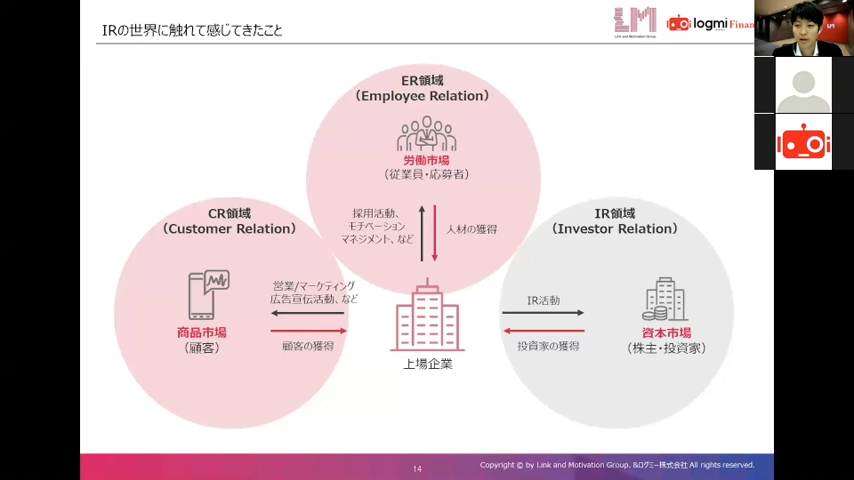 IRの世界に触れて感じてきたこと
LM
Link and Motivation Group
logmi Finan
ER領域
（Employee Relation）
労働市場
（従業員・応募者）
採用活動、
モチベーション
マネジメント、など
人材の獲得
CR領域
（Customer Relation）
営業/マーケティング
広告宣伝活動、など
商品市場
（顧客）
顧客の獲得
上場企業
IR領域
（Investor Relation）
IR活動
資本市場
（株主・投資家）
投資家の獲得
14
Copyright © by Link and Motivation Group. &ログミー株式会社 All rights reserved.